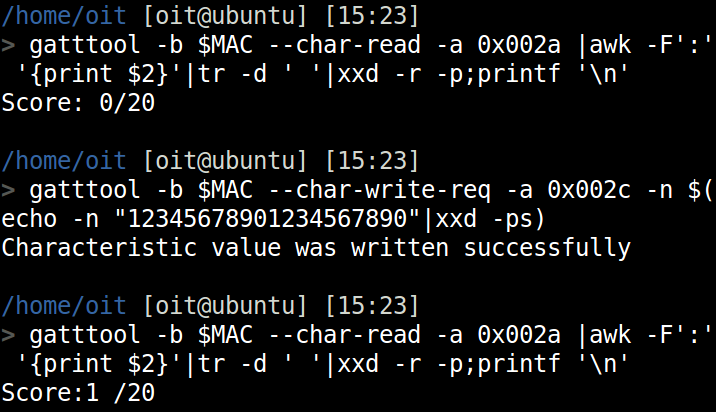 /home/oit [oit@ubuntu] [15:23]
> gatttool -b $MAC --char-read -a 0x002a |awk -F':'
 '{print $2}'|tr -d ' '|xxd -r -p;printf '\n'
Score: 0/20
/home/oit [oit@ubuntu] [15:23]
> gatttool -b $MAC --char-write-req -a 0x002c -n $(
echo -n "12345678901234567890"|xxd -ps)
Characteristic value was written successfully
/home/oit [oit@ubuntu] [15:23]
> gatttool -b $MAC --char-read -a 0x002a |awk -F':'
 '{print $2}'|tr -d ' '|xxd -r -p;printf '\n'
Score:1 /20